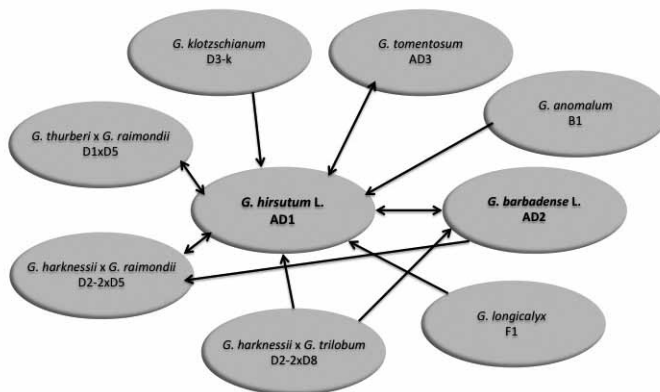 G. klotzschianum
D3-k
G. tomentosum
AD3
G. anomalum
B1
G. thurberi x G. raimondii
D1xD5
G. hirsutum L.
AD1
G. barbadense L.
AD2
G. harknessii x G. raimondii
D2-2xD5
G. harknessii x G. trilobum
D2-2xD8
G. longicalyx
F1